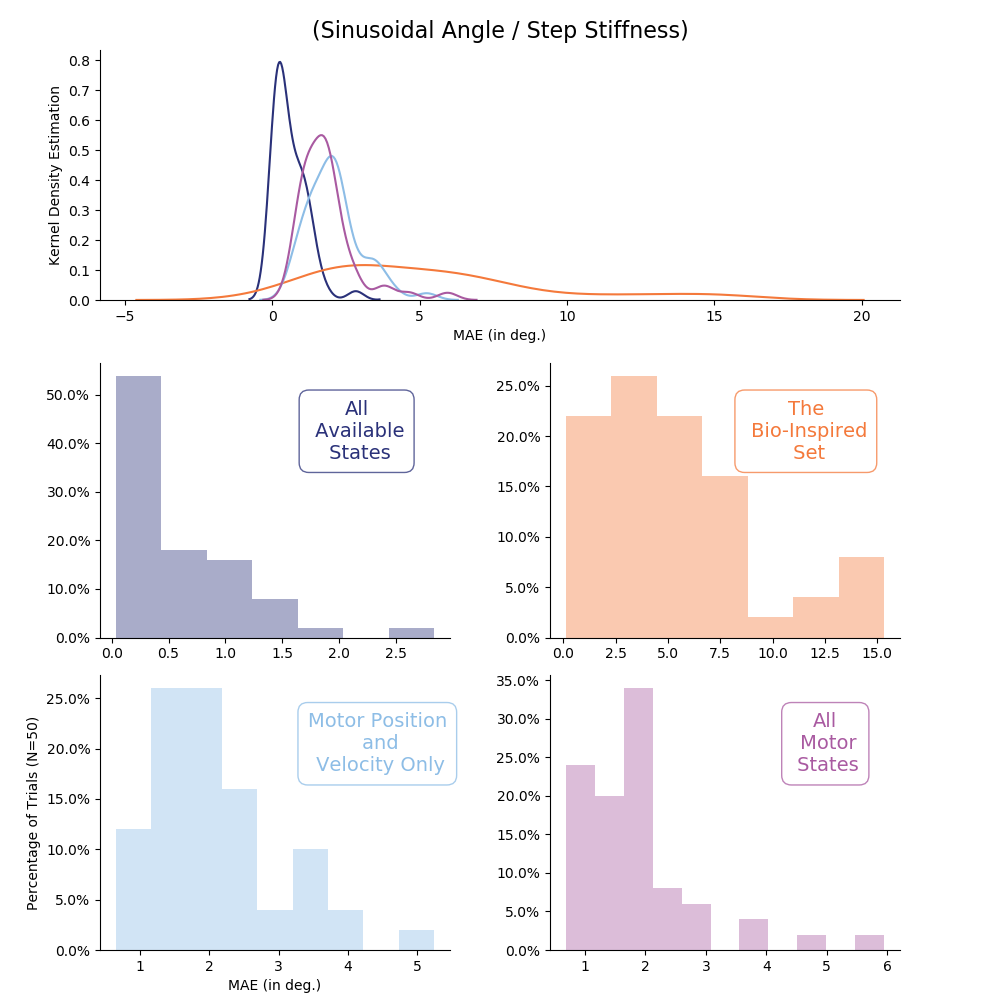 (Sinusoidal Angle / Step Stiffness)
Kernel Density Estimation
0.8
0.7
0.6
0.5
0.4
0.3
0.2
0.1
0.0
−5 0 5 10 15 20
MAE (in deg.)
50.0%
40.0%
30.0%
20.0%
10.0%
0.0%
0.0 0.5 1.0 1.5 2.0 2.5
All
Available
States
25.0%
20.0%
15.0%
10.0%
5.0%
0.0%
0.0 2.5 5.0 7.5 10.0 12.5 15.0
The
Bio-Inspired
Set
Percentage of Trials (N=50)
25.0%
20.0%
15.0%
10.0%
5.0%
0.0%
1 2 3 4 5
MAE (in deg.)
Motor Position
and
Velocity Only
35.0%
30.0%
25.0%
20.0%
15.0%
10.0%
5.0%
0.0%
1 2 3 4 5 6
All
Motor
States